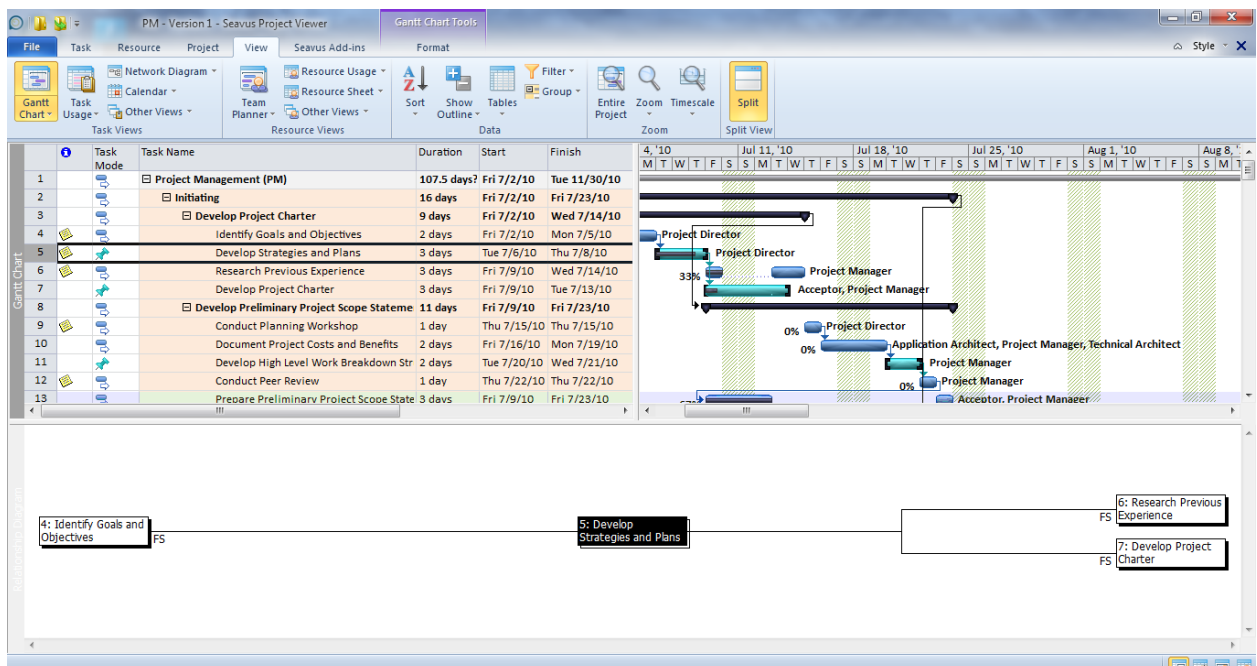 PM - Version 1 - Seavus Project Viewer
Gantt Chart Tools
File Task Resource Project View Seavus Add-ins Format Style
Gantt Chart
Task Usage
Network Diagram
Calendar
Other Views
Team Planner
Resource Usage
Resource Sheet
Other Views
Sort
Show Outline
Tables
Filter
Group
Entire Project
Zoom
Timescale
Split
Task Views Resource Views Data Zoom Split View
Task Mode Task Name Duration Start Finish
1 Project Management (PM) 107.5 days? Fri 7/2/10 Tue 11/30/10
2 Initiating 16 days Fri 7/2/10 Fri 7/23/10
3 Develop Project Charter 9 days Fri 7/2/10 Wed 7/14/10
4 Identify Goals and Objectives 2 days Fri 7/2/10 Mon 7/5/10
5 Develop Strategies and Plans 3 days Tue 7/6/10 Thu 7/8/10
6 Research Previous Experience 3 days Fri 7/9/10 Wed 7/14/10
7 Develop Project Charter 3 days Fri 7/9/10 Tue 7/13/10
8 Develop Preliminary Project Scope Stateme 11 days Fri 7/9/10 Fri 7/23/10
9 Conduct Planning Workshop 1 day Thu 7/15/10 Thu 7/15/10
10 Document Project Costs and Benefits 2 days Fri 7/16/10 Mon 7/19/10
11 Develop High Level Work Breakdown Str 2 days Tue 7/20/10 Wed 7/21/10
12 Conduct Peer Review 1 day Thu 7/22/10 Thu 7/22/10
13 Prepare Preliminary Project Scope State 3 days Fri 7/9/10 Fri 7/23/10
Gantt Chart
4, '10 Jul 11, '10 Jul 18, '10 Jul 25, '10 Aug 1, '10 Aug 8, '
M T W T F S S M T W T F S S M T W T F S S M T W T F S S M T W T F S S M T
Project Director
Project Director
33% Project Manager
Acceptor, Project Manager
0% Project Director
0% Application Architect, Project Manager, Technical Architect
Project Manager
0% Project Manager
Acceptor, Project Manager
4: Identify Goals and
Objectives
FS
5: Develop
Strategies and Plans
6: Research Previous
Experience
FS
7: Develop Project
Charter
FS